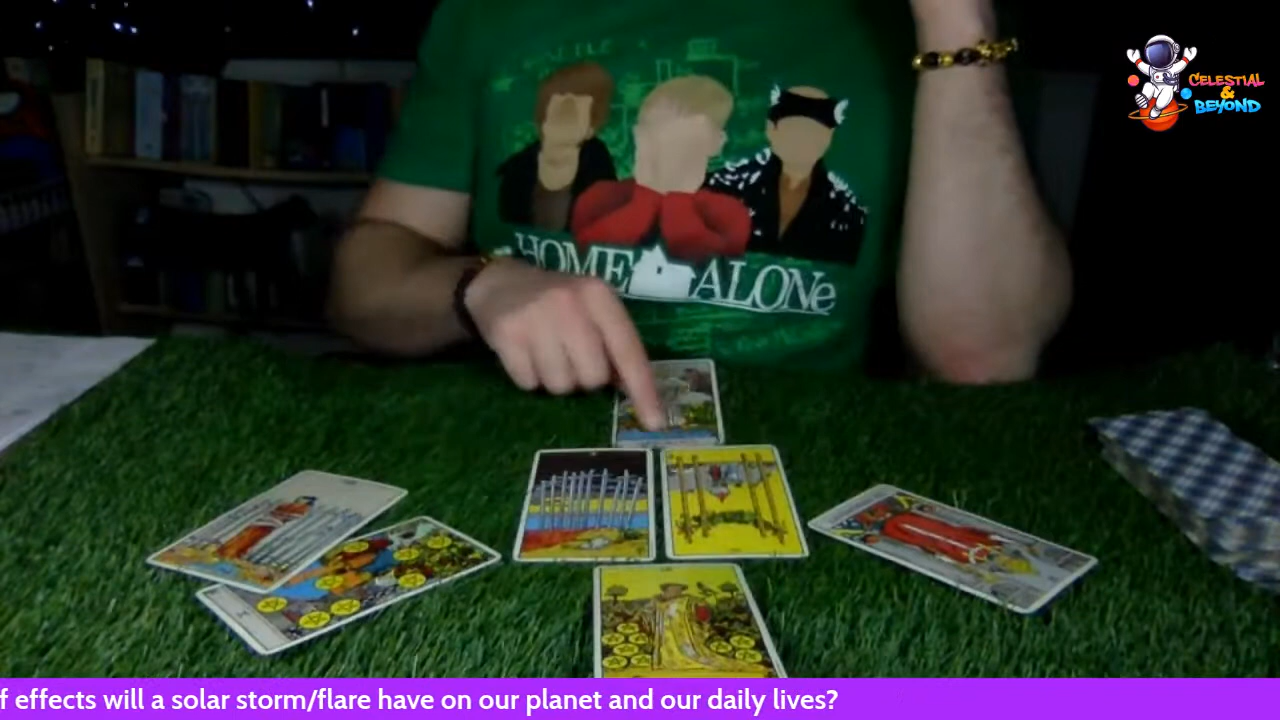 CELESTIAL
&
BEYOND
HOME ALONe
f effects will a solar storm/flare have on our planet and our daily lives?